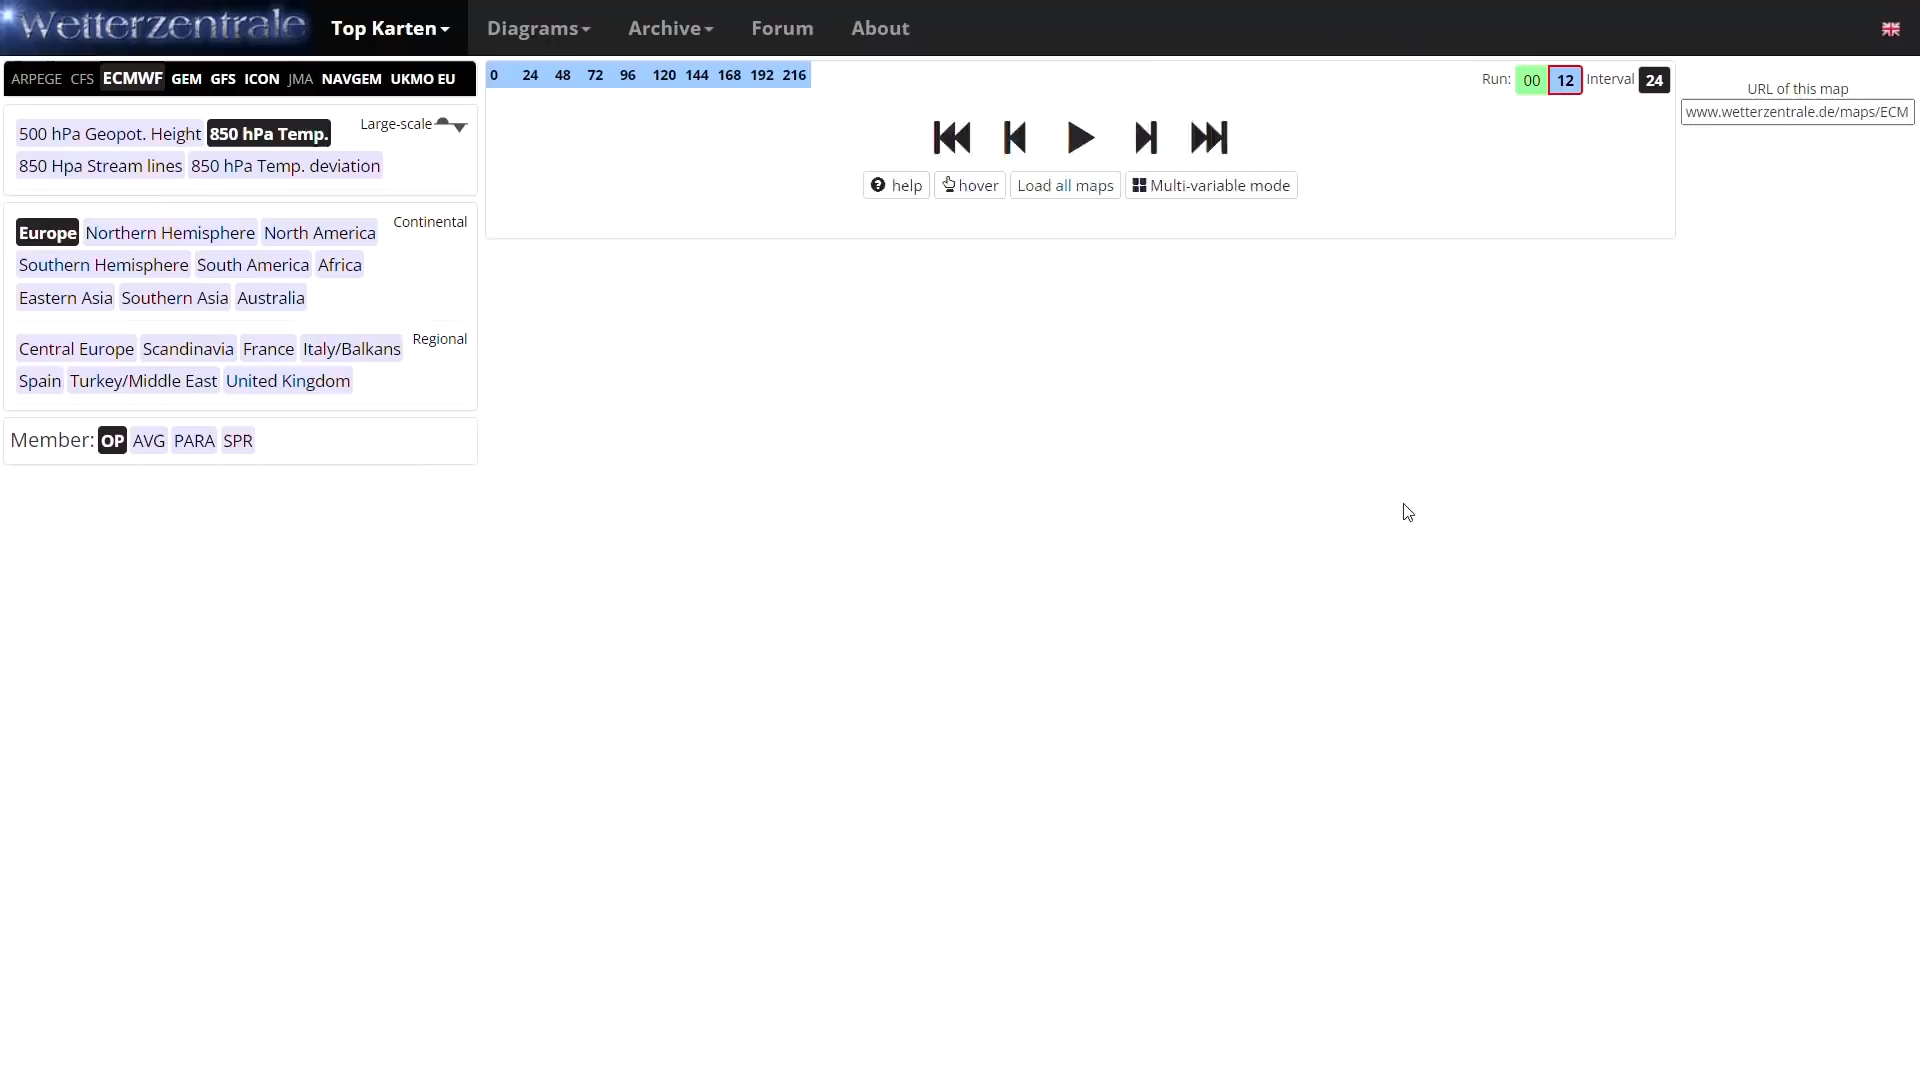 Wetterzentrale Top Karten Diagrams Archive Forum About
ARPEGE CFS ECMWF GEM GFS ICON JMA NAVGEM UKMO EU
500 hPa Geopot. Height 850 hPa Temp. Large-scale
850 Hpa Stream lines 850 hPa Temp. deviation
Europe Northern Hemisphere North America Continental
Southern Hemisphere South America Africa
Eastern Asia Southern Asia Australia
Central Europe Scandinavia France Italy/Balkans Regional
Spain Turkey/Middle East United Kingdom
Member: OP AVG PARA SPR
0 24 48 72 96 120 144 168 192 216
Run: 00 12 Interval 24
help hover Load all maps Multi-variable mode
URL of this map
www.wetterzentrale.de/maps/ECM